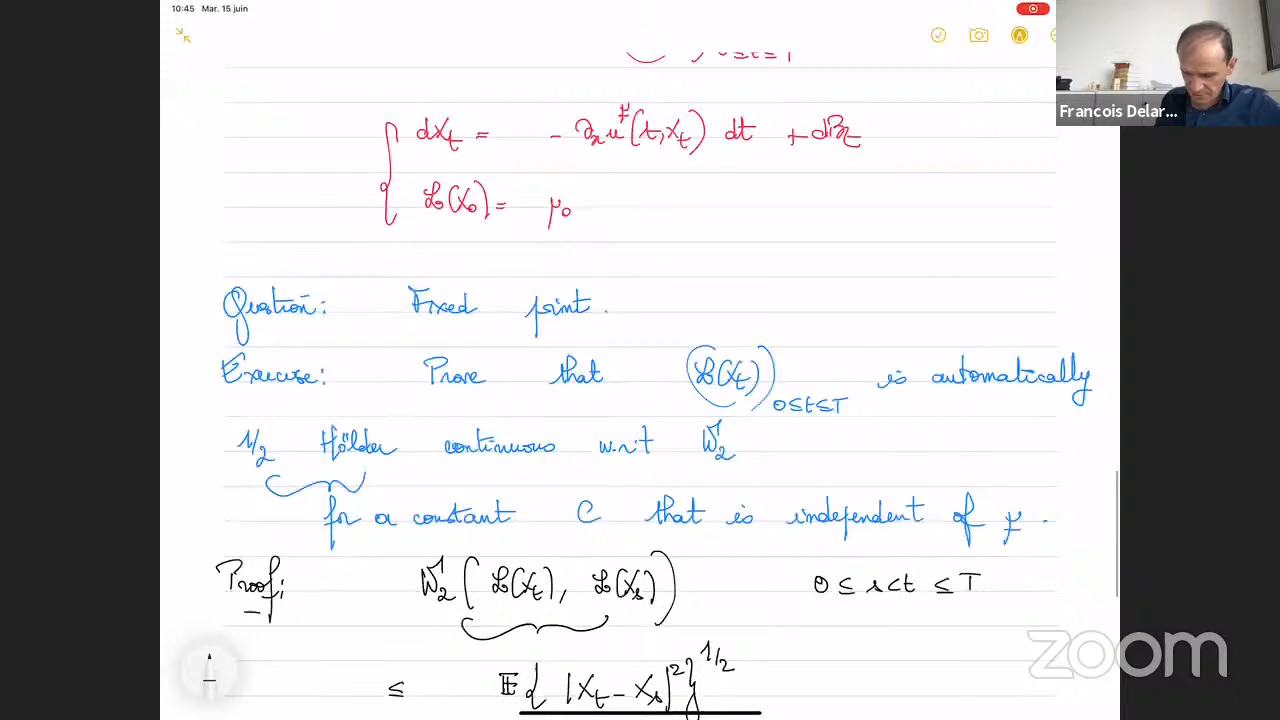 10:45 Mar. 15 juin
0≤t≤T
dX_t = - ∂_x u^μ(t,X_t) dt + dB_t
ℒ(X_0) = μ_0
Francois Delar...
Question: Fixed point.
Exercise: Prove that (ℒ(X_t))_{0≤t≤T} is automatically
1/2 Hölder continuous w.r.t W_2
for a constant C that is independent of μ.
Proof: W_2(ℒ(X_t), ℒ(X_s)) 0 ≤ s<t ≤ T
≤ 𝔼{ |X_t - X_s|^2 }^{1/2}
zoom